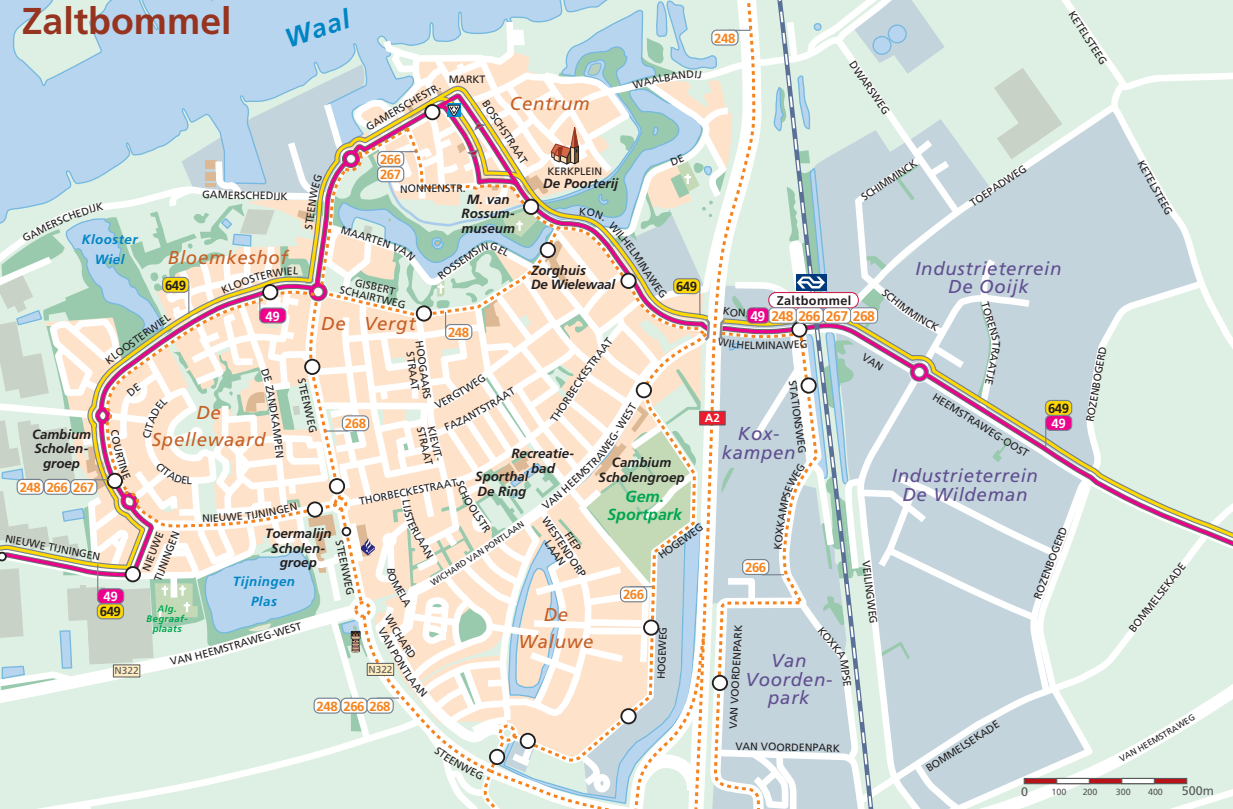 Zaltbommel
Waal
248
KETELSTEEG
MARKT
WAALBANDIJ
DWARSWEG
GAMERSCHESTR.
BOSCHSTRAAT
Centrum
266
267
KERKPLEIN
De Poorterij
DE
SCHIMMINCK
TOEPADWEG
KETELSTEEG
NONNENSTR.
GAMERSCHEDIJK
GAMERSCHEDIJK
STEENWEG
M. van
Rossum-
museum
KON. WILHELMINAWEG
Klooster
Wiel
Bloemkeshof
MAARTEN VAN
ROSSEMSINGEL
Zorghuis
De Wielewaal
649
KLOOSTERWIEL
GISBERT
SCHAIRTWEG
649
Industrieterrein
De Ooijk
Zaltbommel
49
De Vergt
248
KON.
49
248 266 267 268
WILHELMINAWEG
SCHIMMINCK
TORENSTRAATJE
KLOOSTERWIEL
HOOGAARS
STRAAT
VERGTWEG
FAZANTSTRAAT
THORBECKESTRAAT
VAN
ROZENBOGERD
DE
CITADEL
DE ZANDKAMPEN
STEENWEG
STATIONSWEG
HEEMSTRAWEG-OOST
649
49
De
Spellewaard
268
KIEVIT-
STRAAT
A2
Kox-
kampen
Cambium
Scholen-
groep
COURTINE
CITADEL
Recreatie-
bad
Sporthal
De Ring
VAN HEEMSTRAWEG-WEST
Cambium
Scholengroep
Gem.
Sportpark
248 266 267
THORBECKESTRAAT
SCHOOLSTR
KOXKAMPSEWEG
Industrieterrein
De Wildeman
NIEUWE TIJNINGEN
Toermalijn
Scholen-
groep
TIJSTERLAAN
WICHARD VAN PONTLAAN
FIEP
WESTENDORP
LAAN
HOGEWEG
NIEUWE TIJNINGEN
NIEUWE
TIJNINGEN
STEENWEG
Tijningen
Plas
BOMELA
266
266
VEILINGWEG
ROZENBOGERD
BOMMELSEKADE
49
649
Alg.
Begraaf-
plaats
De
Waluwe
VAN HEEMSTRAWEG-WEST
WICHARD
VAN PONTLAAN
HOGEWEG
VAN VOORDENPARK
KOXKAMPSE
N322
N322
Van
Voorden-
park
248 266 268
STEENWEG
VAN VOORDENPARK
BOMMELSEKADE
VAN HEEMSTRAWEG
0 100 200 300 400 500m